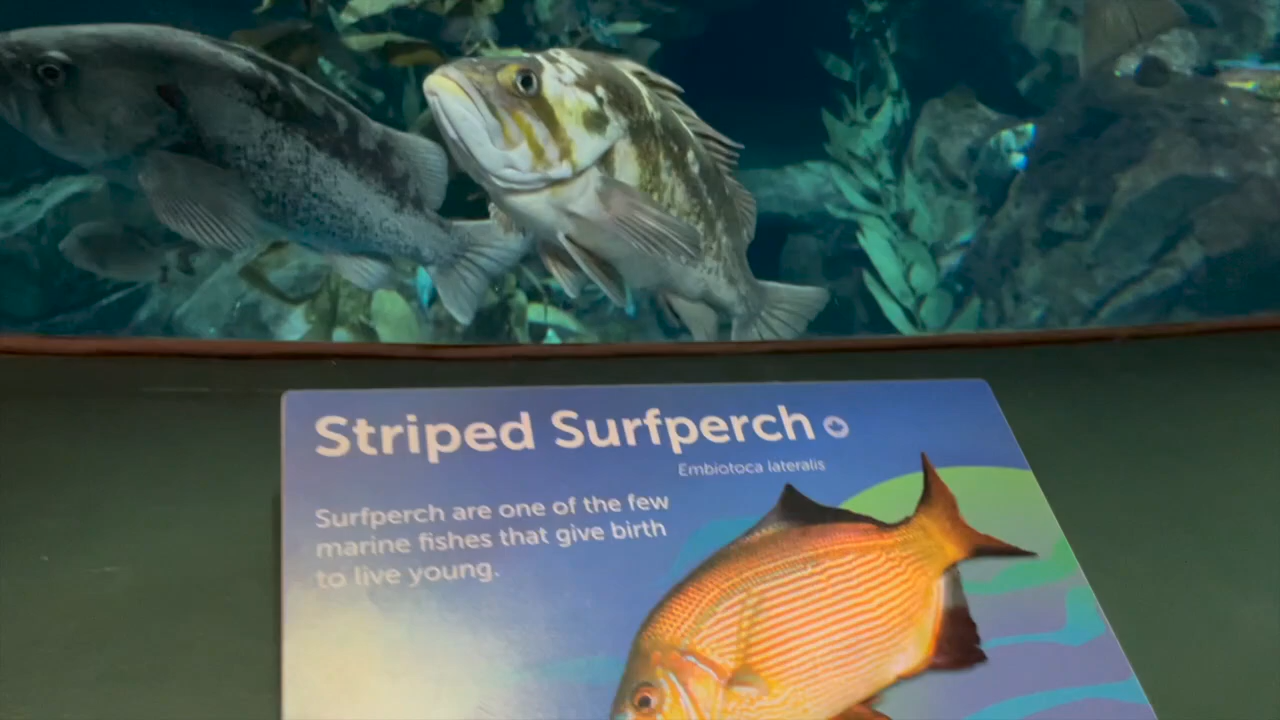 Striped Surfperch
Embiotoca lateralis
Surfperch are one of the few
marine fishes that give birth
to live young.